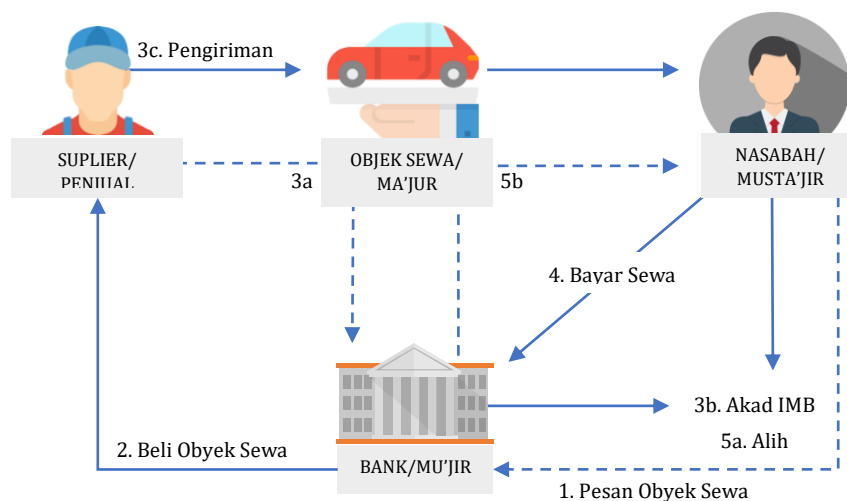 3c. Pengiriman
SUPLIER/
PENJUAL
OBJEK SEWA/
MA'JUR
NASABAH/
MUSTA'JIR
3a
5b
4. Bayar Sewa
3b. Akad IMB
5a. Alih
2. Beli Obyek Sewa
BANK/MU'JIR
1. Pesan Obyek Sewa